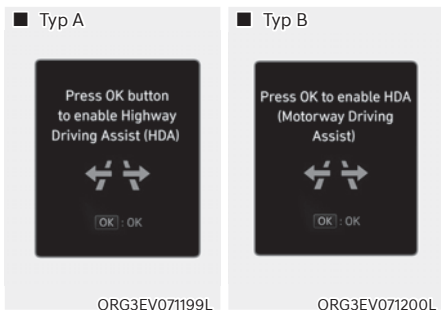 ■ Typ A
Press OK button
to enable Highway
Driving Assist (HDA)
OK : OK
ORG3EV071199L
■ Typ B
Press OK to enable HDA
(Motorway Driving
Assist)
OK : OK
ORG3EV071200L